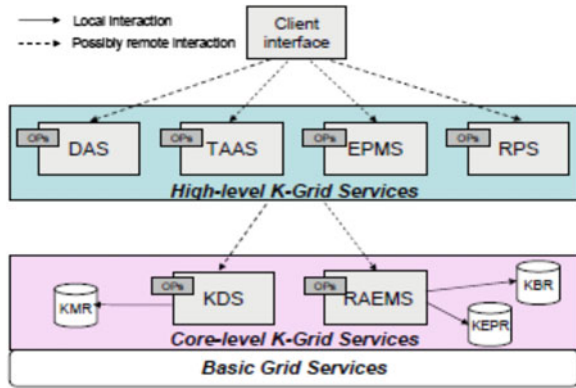 Local interaction
Possibly remote interaction
Client
interface
OPs
DAS
OPs
TAAS
OPs
EPMS
OPs
RPS
High-level K-Grid Services
OPs
KDS
OPs
RAEMS
KMR
KBR
KEPR
Core-level K-Grid Services
Basic Grid Services